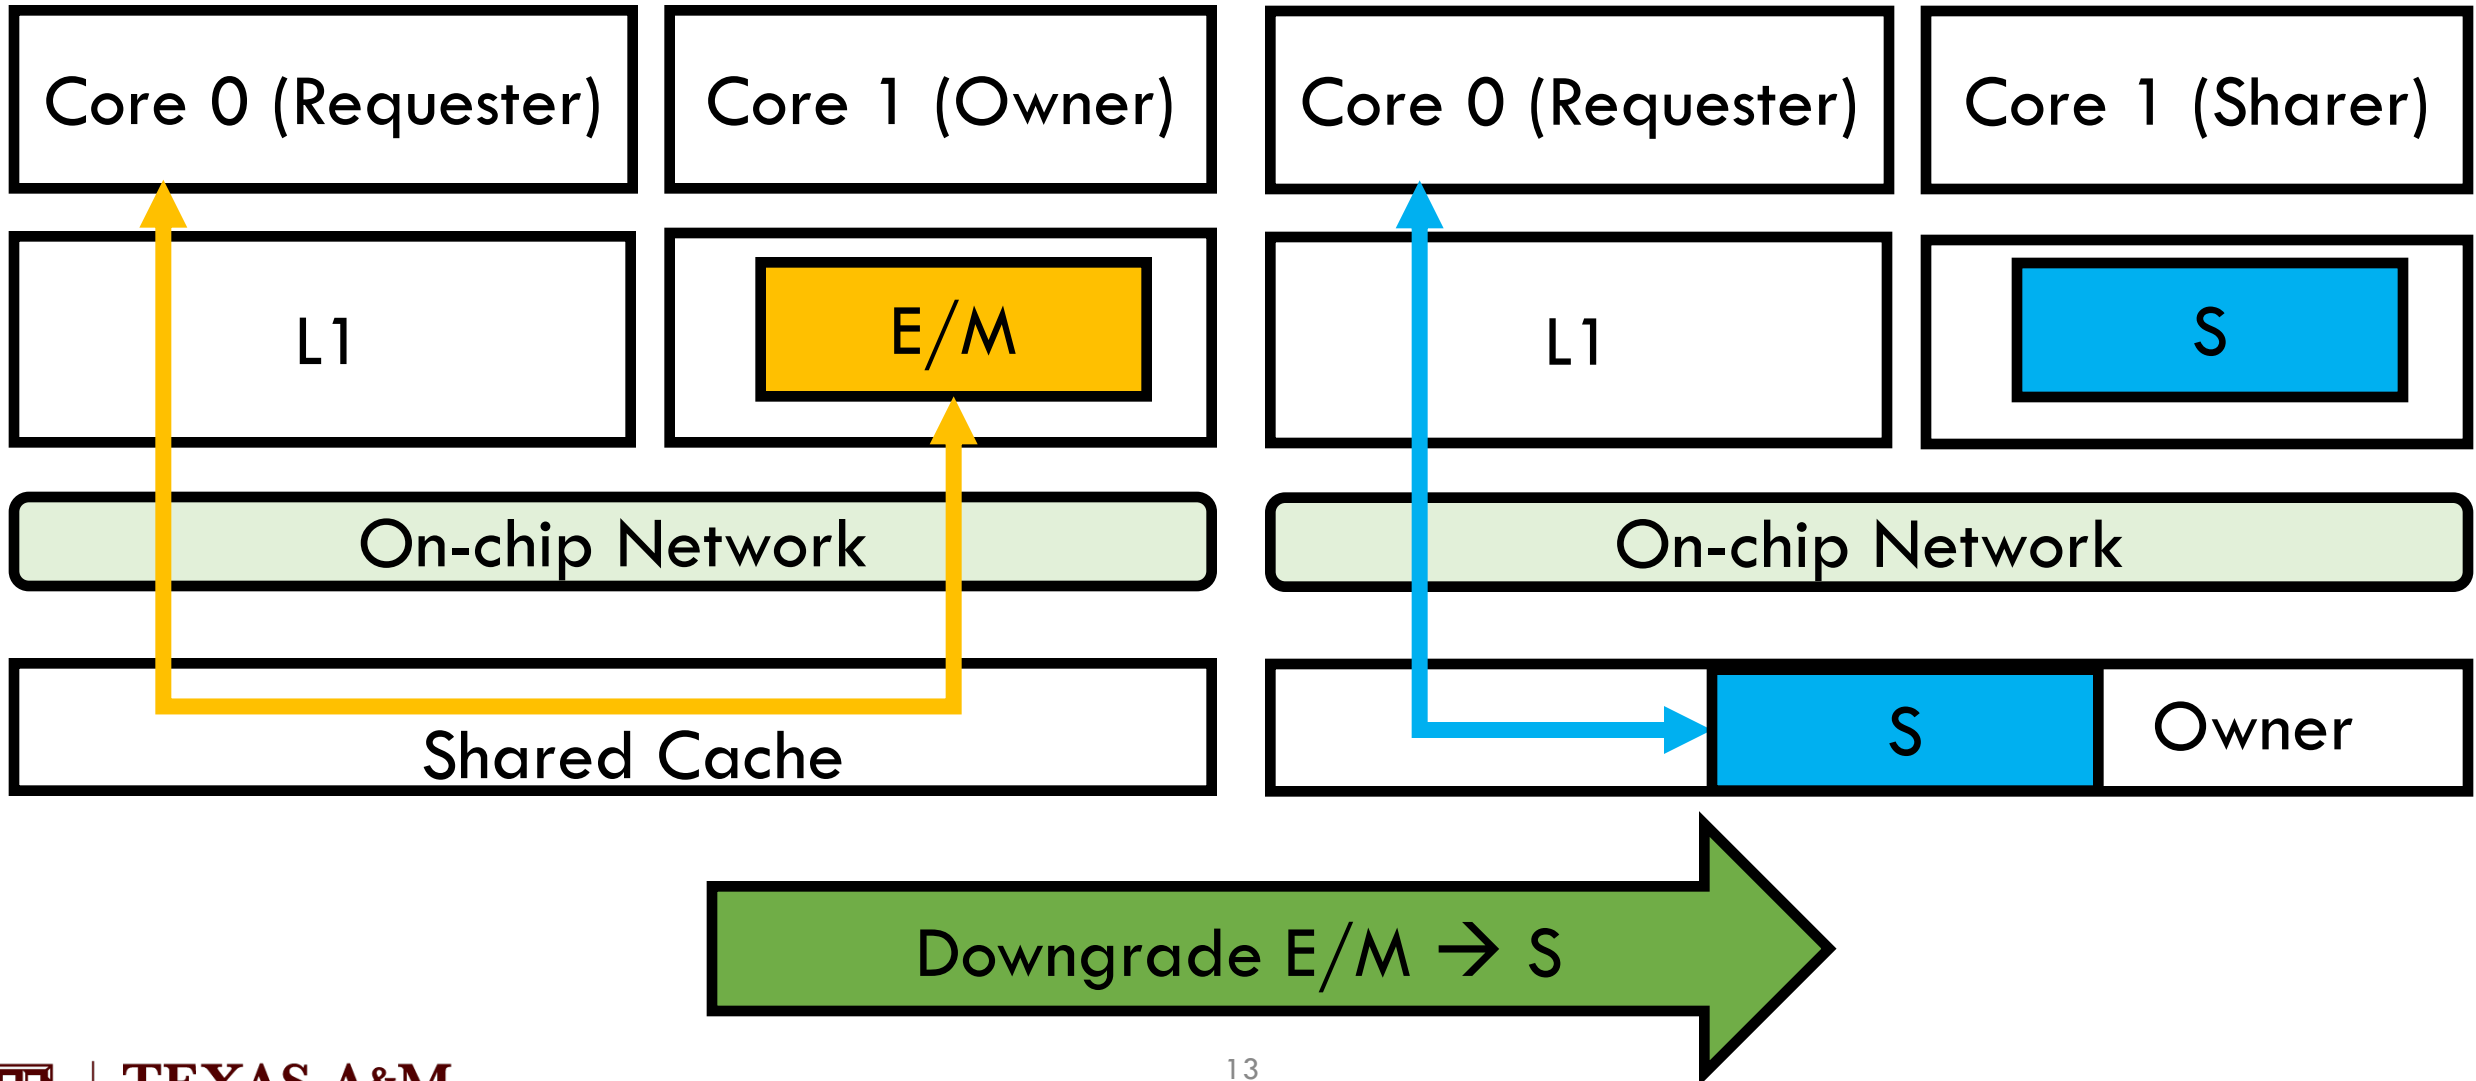 Core 0 (Requester)
Core 1 (Owner)
L1
E/M
On-chip Network
Shared Cache
Core 0 (Requester)
Core 1 (Sharer)
L1
S
On-chip Network
S
Owner
Downgrade E/M → S
13
TEXAS A&M